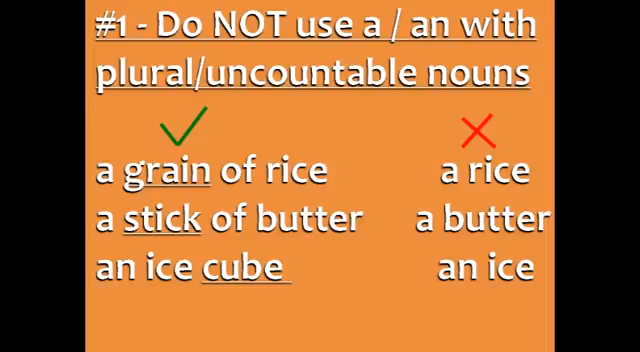 #1 - Do NOT use a / an with
plural/uncountable nouns
a grain of rice a rice
a stick of butter a butter
an ice cube an ice